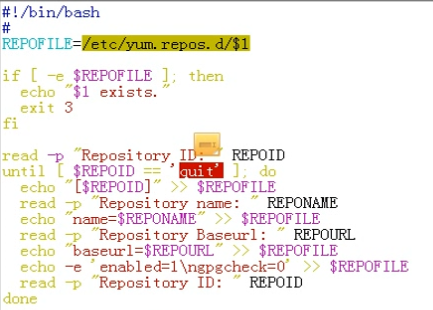 #!/bin/bash
#
REPOFILE=/etc/yum.repos.d/$1
if [ -e $REPOFILE ]; then
echo "$1 exists."
exit 3
fi
read -p "Repository ID: " REPOID
until [ $REPOID == 'quit' ]; do
echo "[$REPOID]" >> $REPOFILE
read -p "Repository name: " REPONAME
echo "name=$REPONAME" >> $REPOFILE
read -p "Repository Baseurl: " REPOURL
echo "baseurl=$REPOURL" >> $REPOFILE
echo -e 'enabled=1\ngpgcheck=0' >> $REPOFILE
read -p "Repository ID: " REPOID
done